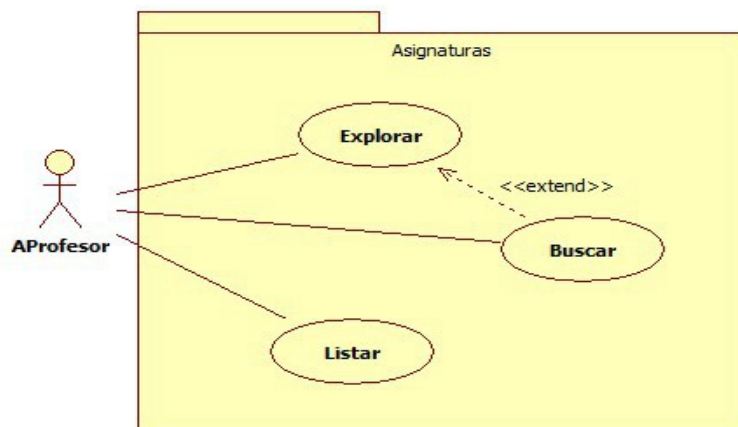 Asignaturas
Explorar
<<extend>>
AProfesor
Buscar
Listar